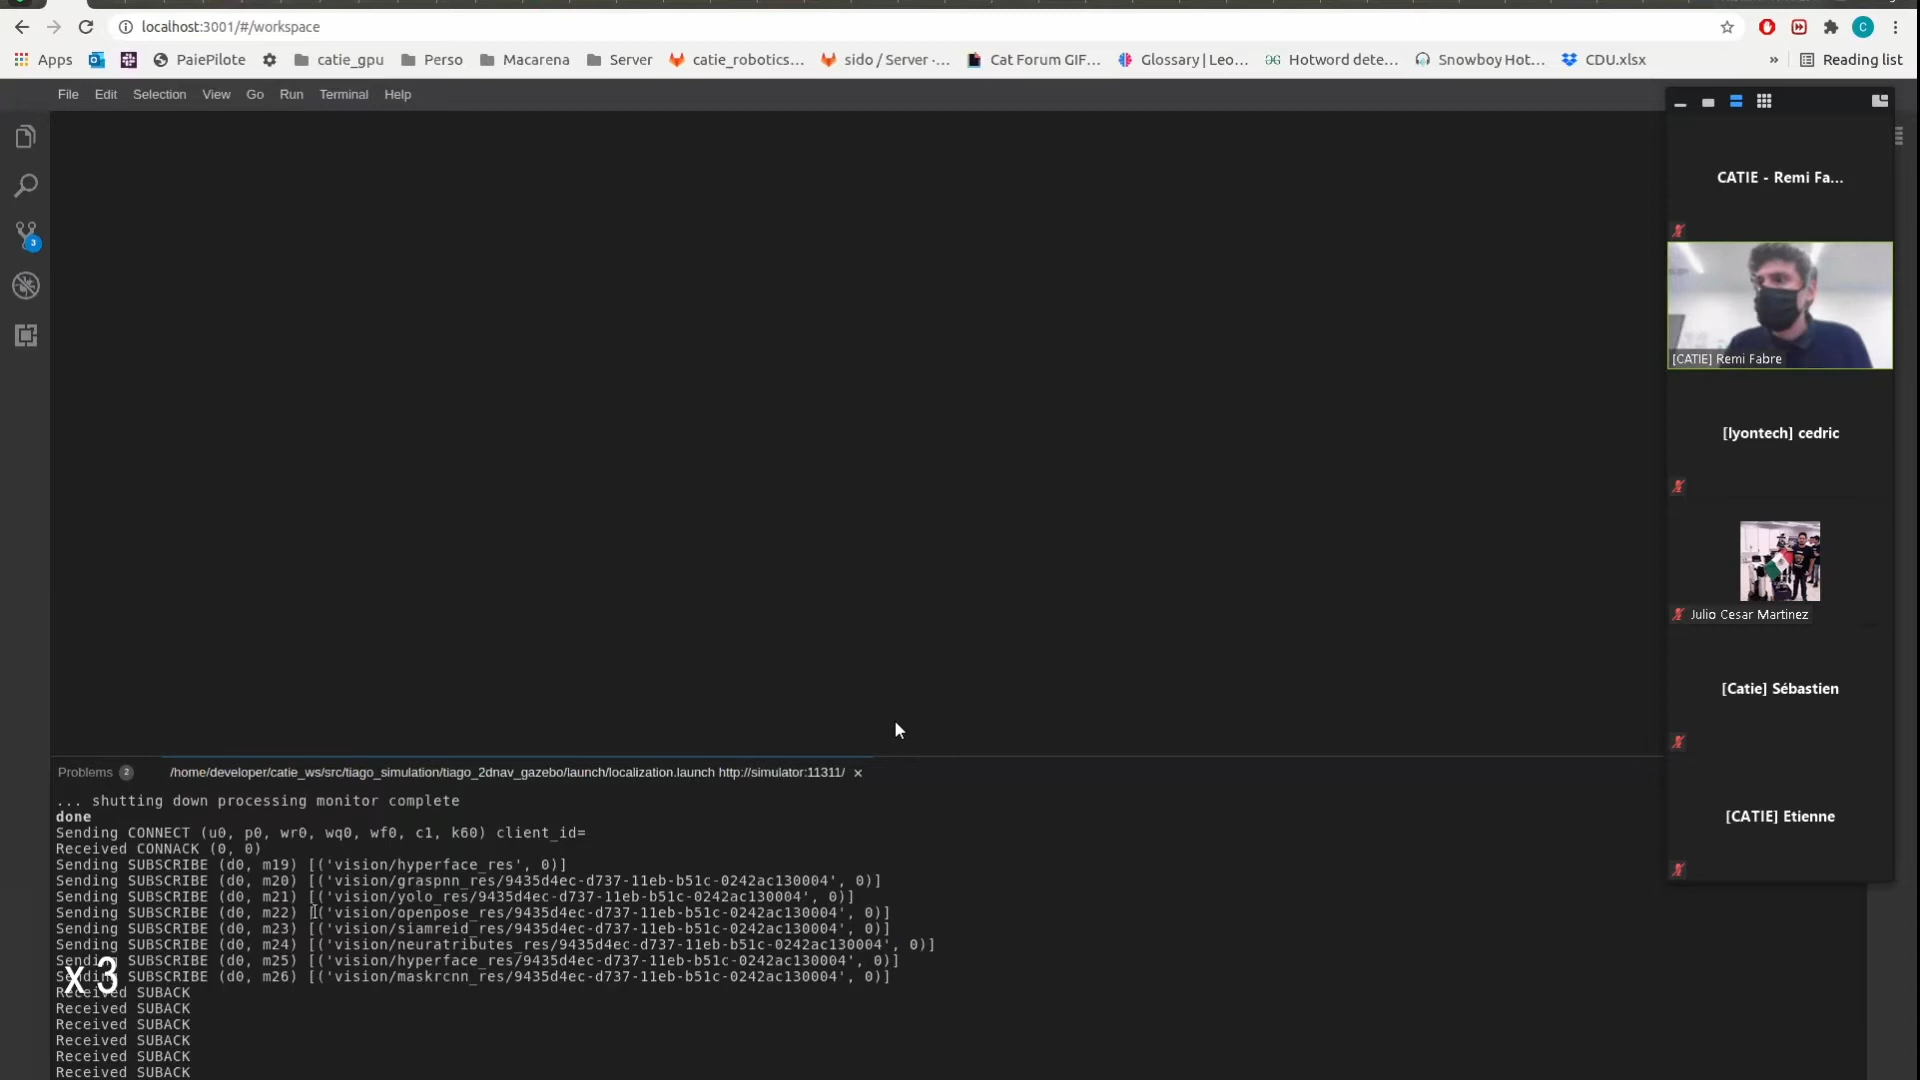 localhost:3001/#/workspace
Apps PaiePilote catie_gpu Perso Macarena Server catie_robotics… sido / Server -… Cat Forum GIF… Glossary | Leo… Hotword dete… Snowboy Hot… CDU.xlsx » Reading list
File Edit Selection View Go Run Terminal Help
3
CATIE - Remi Fa...
[CATIE] Remi Fabre
[lyontech] cedric
Julio Cesar Martinez
[Catie] Sébastien
[CATIE] Etienne
Problems 2 /home/developer/catie_ws/src/tiago_simulation/tiago_2dnav_gazebo/launch/localization.launch http://simulator:11311/ ×
... shutting down processing monitor complete
done
Sending CONNECT (u0, p0, wr0, wq0, wf0, c1, k60) client_id=
Received CONNACK (0, 0)
Sending SUBSCRIBE (d0, m19) [('vision/hyperface_res', 0)]
Sending SUBSCRIBE (d0, m20) [('vision/graspnn_res/9435d4ec-d737-11eb-b51c-0242ac130004', 0)]
Sending SUBSCRIBE (d0, m21) [('vision/yolo_res/9435d4ec-d737-11eb-b51c-0242ac130004', 0)]
Sending SUBSCRIBE (d0, m22) [('vision/openpose_res/9435d4ec-d737-11eb-b51c-0242ac130004', 0)]
Sending SUBSCRIBE (d0, m23) [('vision/siamreid_res/9435d4ec-d737-11eb-b51c-0242ac130004', 0)]
Sending SUBSCRIBE (d0, m24) [('vision/neuratributes_res/9435d4ec-d737-11eb-b51c-0242ac130004', 0)]
Sending SUBSCRIBE (d0, m25) [('vision/hyperface_res/9435d4ec-d737-11eb-b51c-0242ac130004', 0)]
Sending SUBSCRIBE (d0, m26) [('vision/maskrcnn_res/9435d4ec-d737-11eb-b51c-0242ac130004', 0)]
x 3
Received SUBACK
Received SUBACK
Received SUBACK
Received SUBACK
Received SUBACK
Received SUBACK